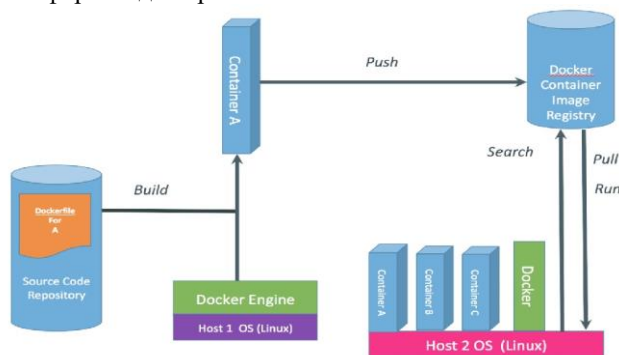 Container A
Push
Docker
Container
Image
Registry
Search
Pull
Run
Build
Dockerfile
For
A
Source Code
Repository
Docker Engine
Host 1 OS (Linux)
Container A
Container B
Container C
Docker
Host 2 OS (Linux)